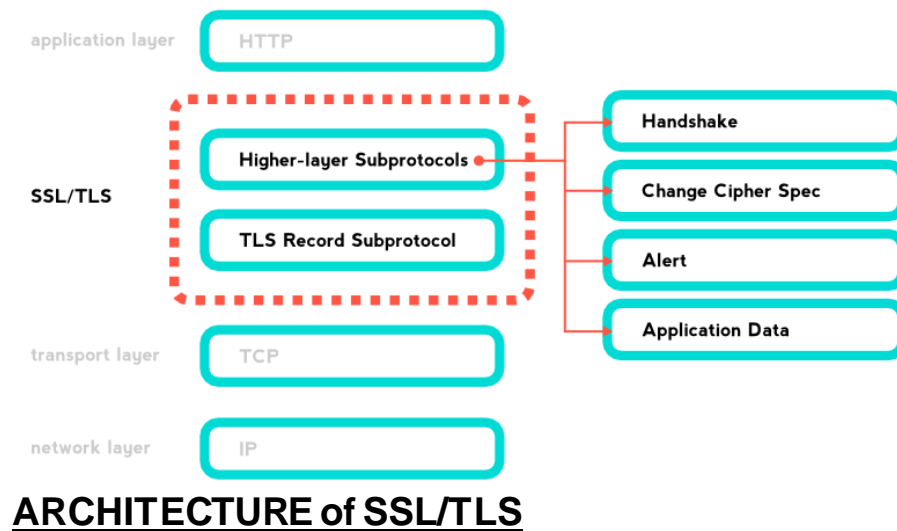 application layer
HTTP
Handshake
Higher-layer Subprotocols
Change Cipher Spec
SSL/TLS
TLS Record Subprotocol
Alert
Application Data
transport layer
TCP
network layer
IP
ARCHITECTURE of SSL/TLS